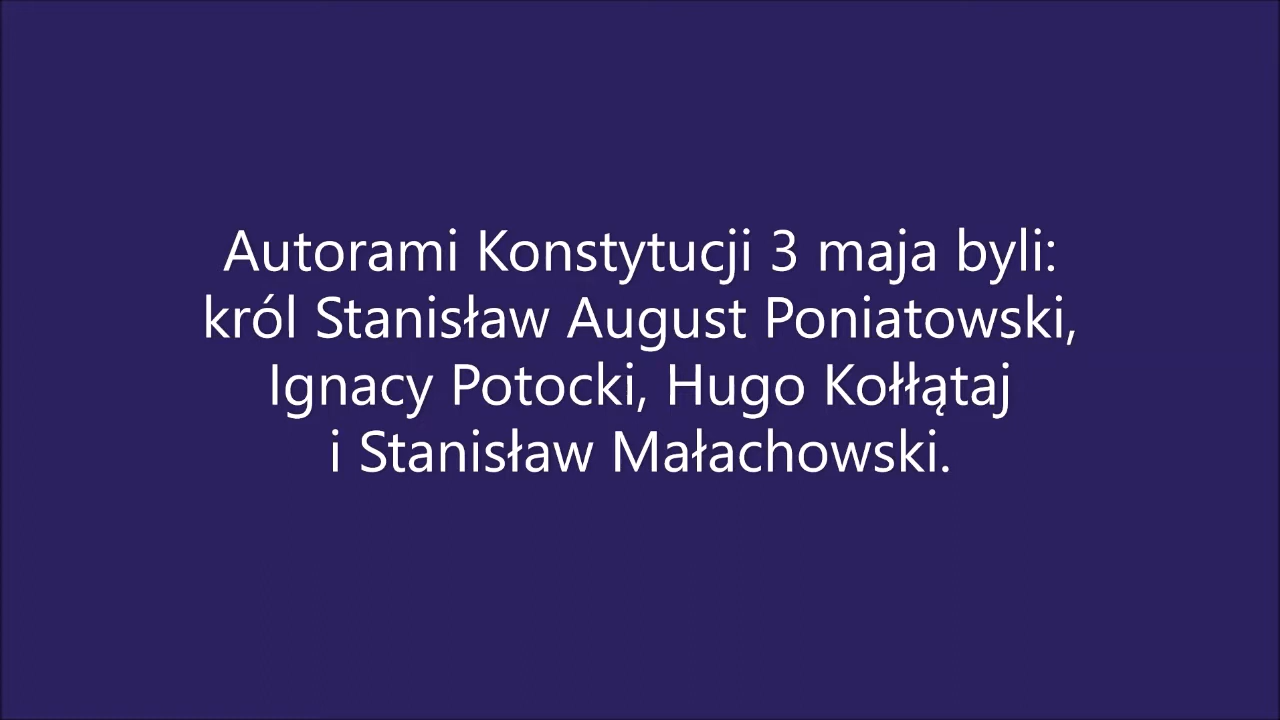 Autorami Konstytucji 3 maja byli:
król Stanisław August Poniatowski,
Ignacy Potocki, Hugo Kołłątaj
i Stanisław Małachowski.